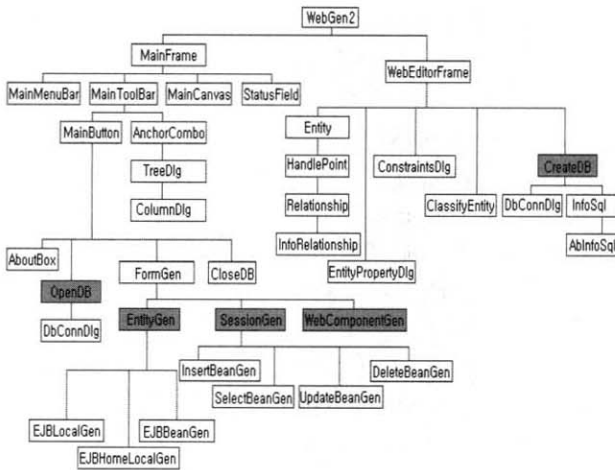 WebGen2
MainFrame
WebEditorFrame
MainMenuBar MainToolBar MainCanvas StatusField
MainButton AnchorCombo Entity
TreeDlg HandlePoint ConstraintsDlg CreateDB
ColumnDlg Relationship ClassifyEntity DbConnDlg InfoSql
InfoRelationship AbInfoSql
AboutBox FormGen CloseDB EntityPropertyDlg
OpenDB
DbConnDlg EntityGen SessionGen WebComponentGen
InsertBeanGen DeleteBeanGen
SelectBeanGen UpdateBeanGen
EJBLocalGen EJBBeanGen
EJBHomeLocalGen